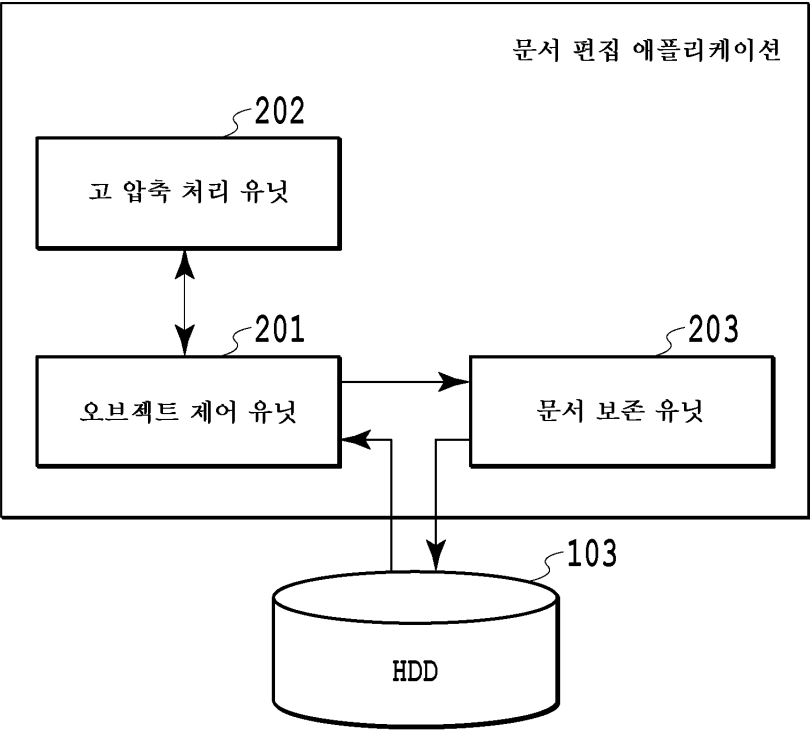 문서 편집 애플리케이션
202
고 압축 처리 유닛
201
오브젝트 제어 유닛
203
문서 보존 유닛
103
HDD